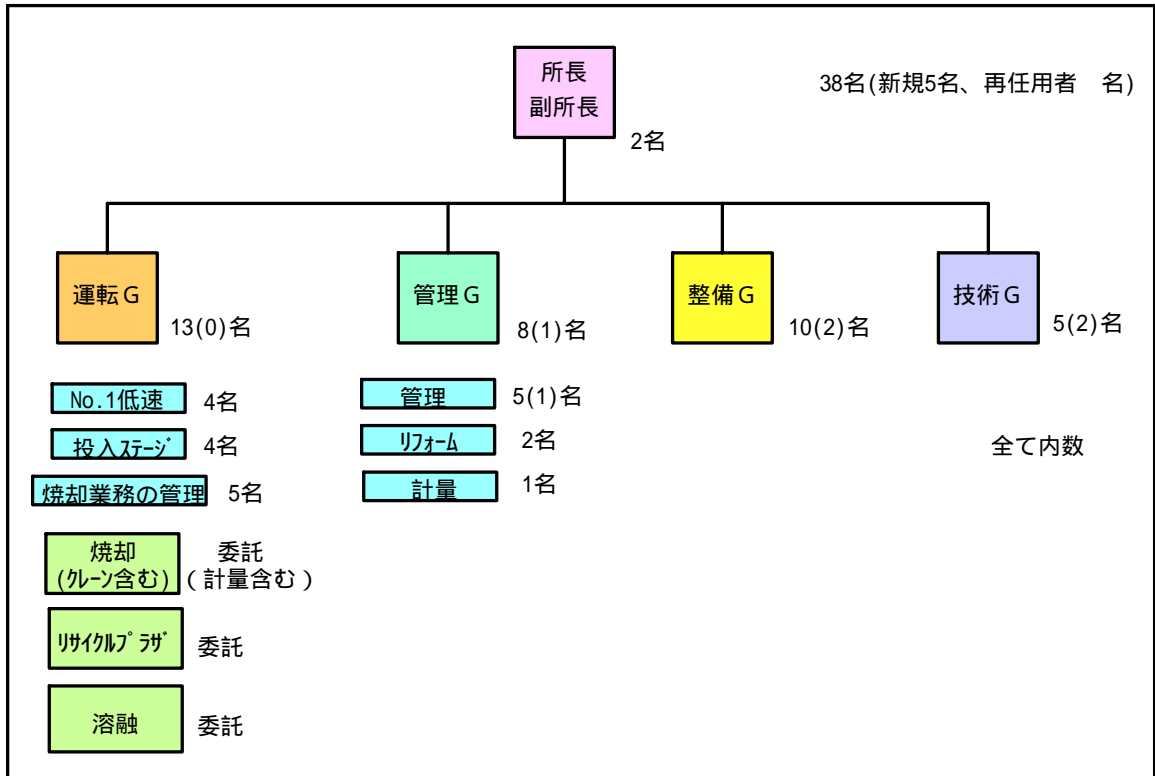 所長
副所長
2名
38名(新規5名、再任用者　名)
運転Ｇ
13(0)名
管理Ｇ
8(1)名
整備Ｇ
10(2)名
技術Ｇ
5(2)名
No.1低速
4名
投入ｽﾃｰｼﾞ
4名
焼却業務の管理
5名
管理
5(1)名
ﾘﾌｫｰﾑ
2名
計量
1名
全て内数
焼却
(ｸﾚｰﾝ含む)
委託
(計量含む)
ﾘｻｲｸﾙﾌﾟﾗｻﾞ
委託
溶融
委託